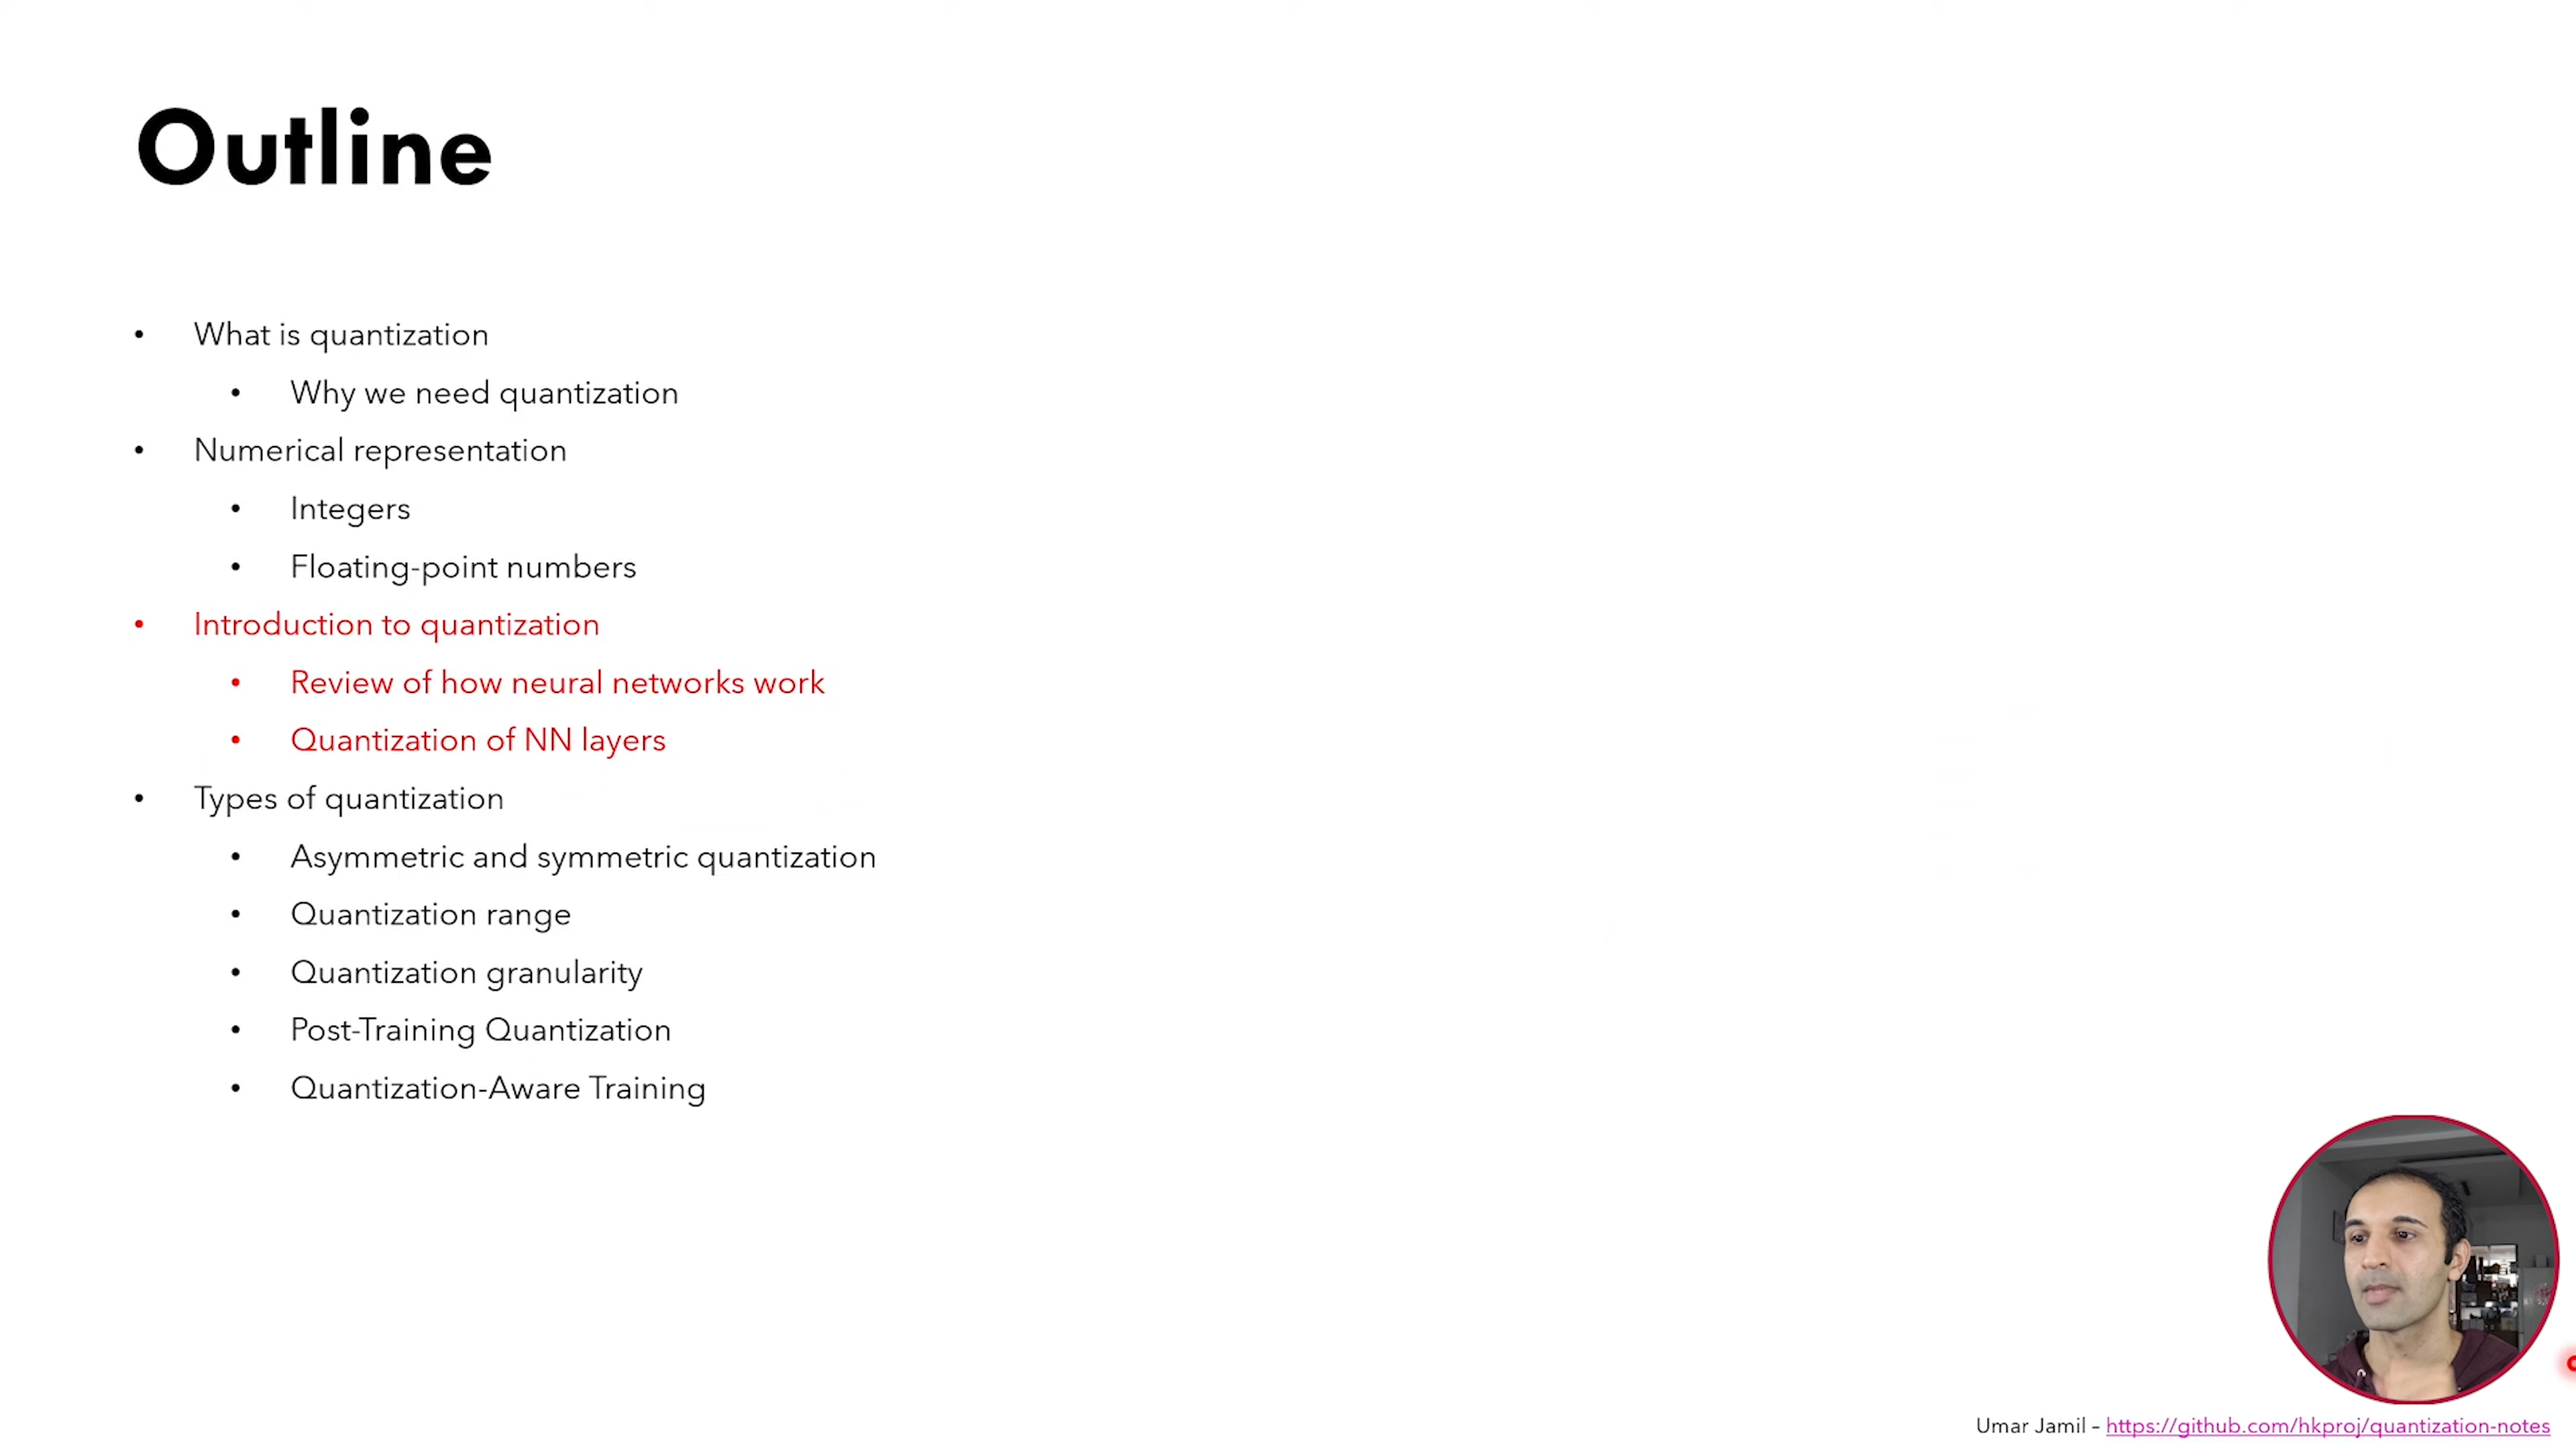 Outline
• What is quantization
• Why we need quantization
• Numerical representation
• Integers
• Floating-point numbers
• Introduction to quantization
• Review of how neural networks work
• Quantization of NN layers
• Types of quantization
• Asymmetric and symmetric quantization
• Quantization range
• Quantization granularity
• Post-Training Quantization
• Quantization-Aware Training
Umar Jamil – https://github.com/hkproj/quantization-notes